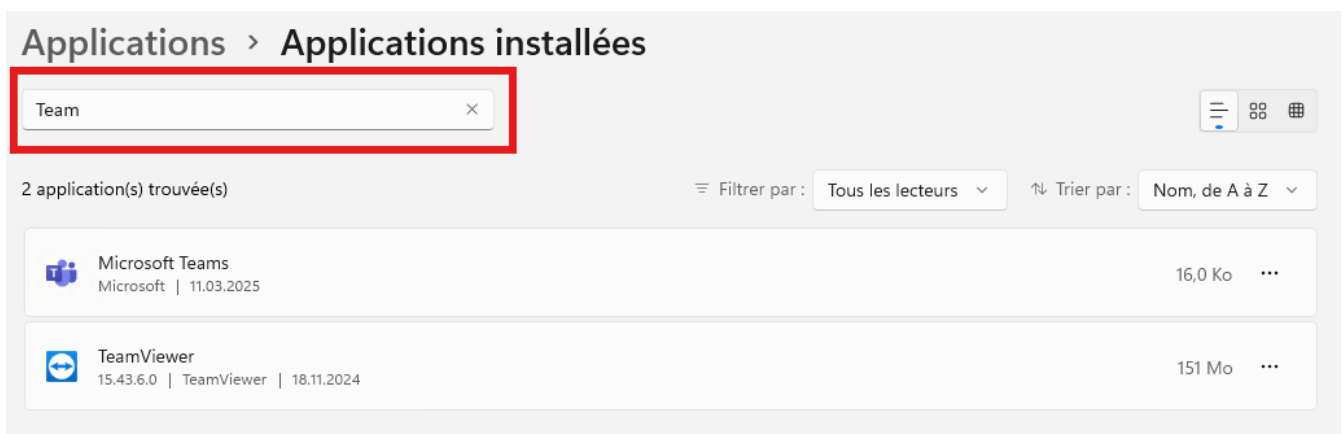 Applications > Applications installées
Team
2 application(s) trouvée(s)
Filtrer par : Tous les lecteurs
Trier par : Nom, de A à Z
Microsoft Teams
Microsoft | 11.03.2025
16,0 Ko
TeamViewer
15.43.6.0 | TeamViewer | 18.11.2024
151 Mo